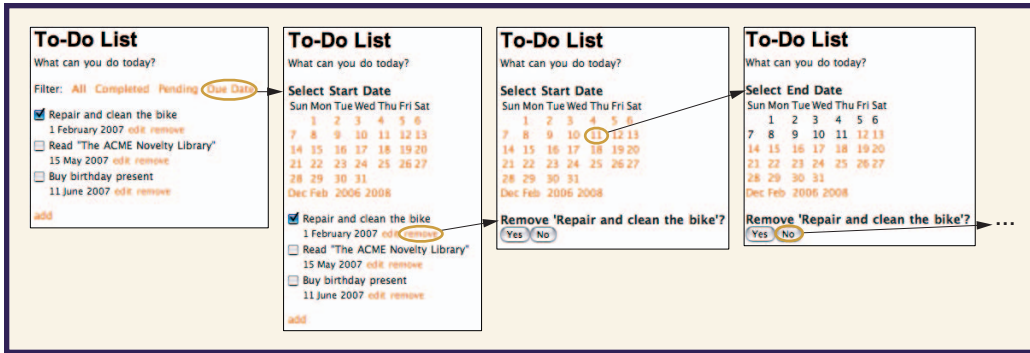 To-Do List
What can you do today?
Filter: All Completed Pending Due Date
Repair and clean the bike
1 February 2007 edit remove
Read "The ACME Novelty Library"
15 May 2007 edit remove
Buy birthday present
11 June 2007 edit remove
add
To-Do List
What can you do today?
Select Start Date
Sun Mon Tue Wed Thu Fri Sat
1 2 3 4 5 6
7 8 9 10 11 12 13
14 15 16 17 18 19 20
21 22 23 24 25 26 27
28 29 30 31
Dec Feb 2006 2008
Repair and clean the bike
1 February 2007 edit remove
Read "The ACME Novelty Library"
15 May 2007 edit remove
Buy birthday present
11 June 2007 edit remove
add
To-Do List
What can you do today?
Select Start Date
Sun Mon Tue Wed Thu Fri Sat
1 2 3 4 5 6
7 8 9 10 11 12 13
14 15 16 17 18 19 20
21 22 23 24 25 26 27
28 29 30 31
Dec Feb 2006 2008
Remove 'Repair and clean the bike'?
Yes No
To-Do List
What can you do today?
Select End Date
Sun Mon Tue Wed Thu Fri Sat
1 2 3 4 5 6
7 8 9 10 11 12 13
14 15 16 17 18 19 20
21 22 23 24 25 26 27
28 29 30 31
Dec Feb 2006 2008
Remove 'Repair and clean the bike'?
Yes No
...